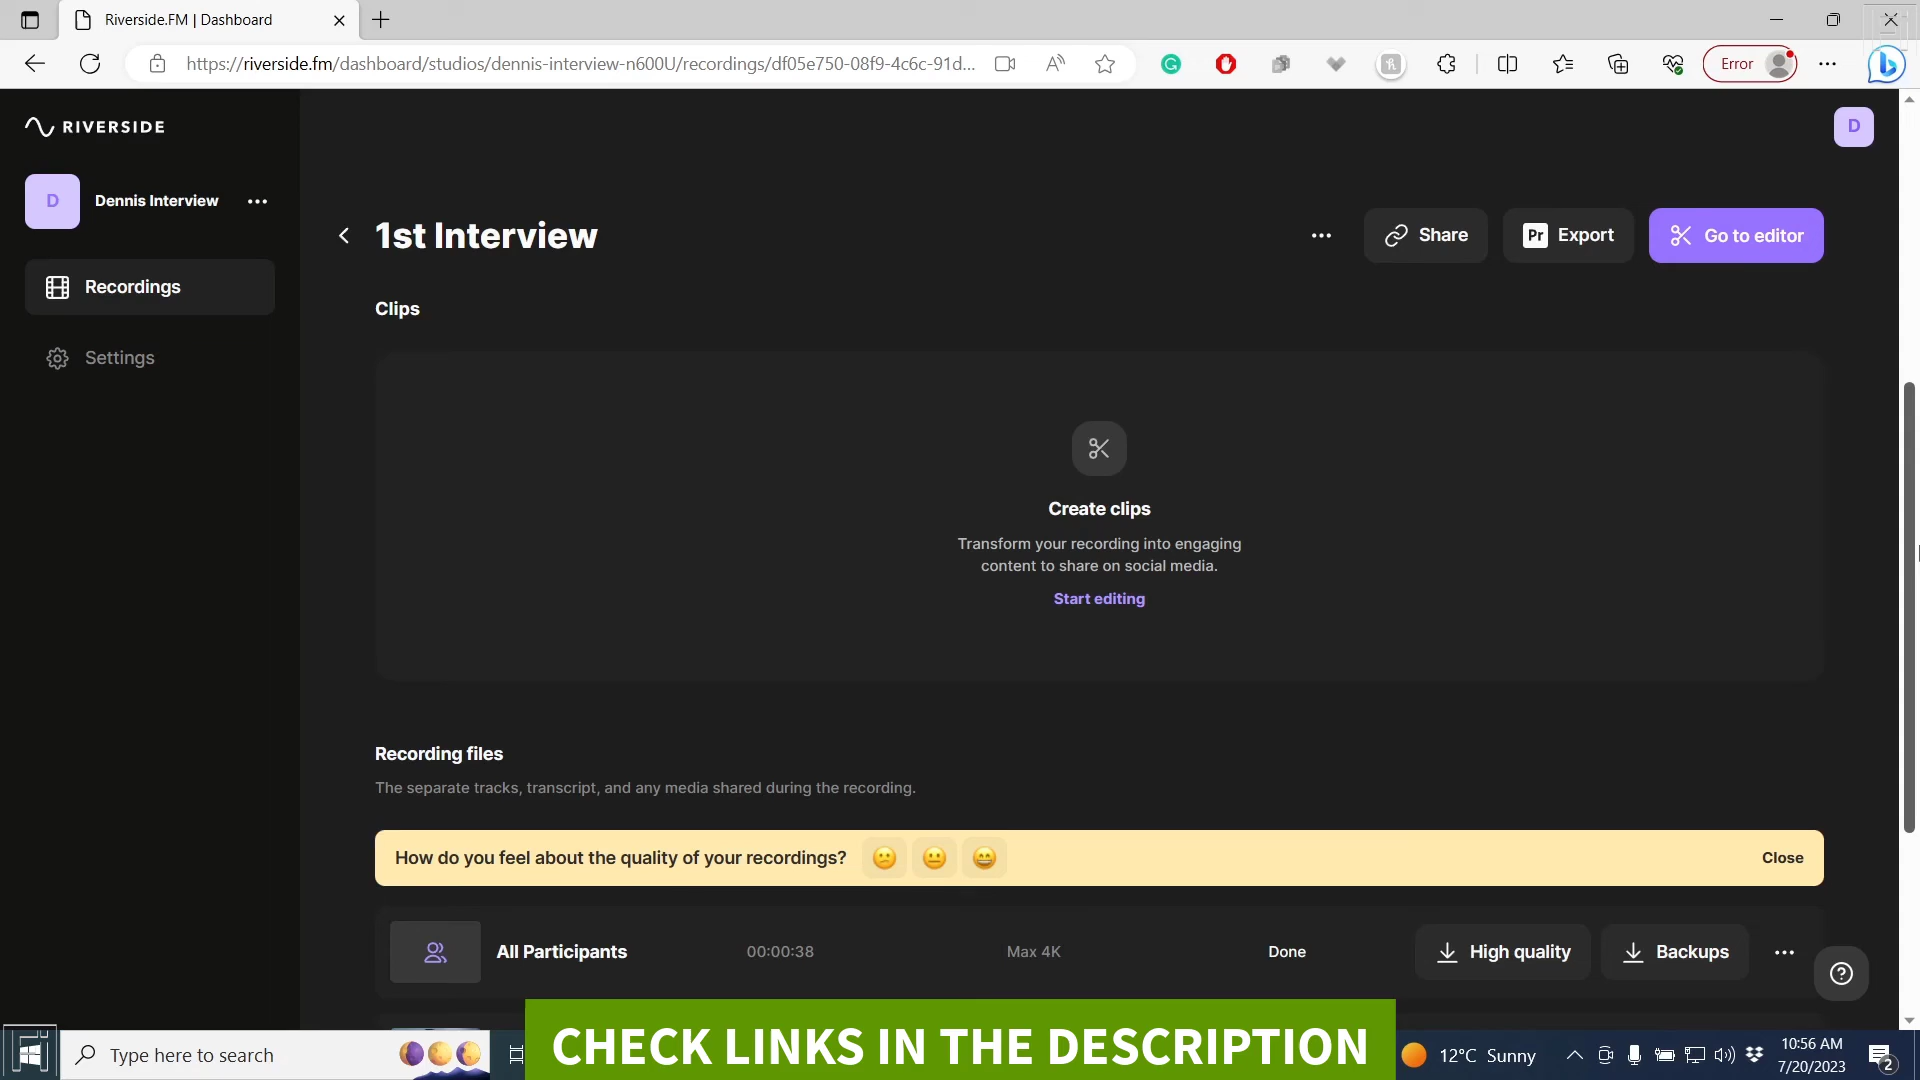 Riverside.FM | Dashboard
https://riverside.fm/dashboard/studios/dennis-interview-n600U/recordings/df05e750-08f9-4c6c-91d...
Error
RIVERSIDE
D
D
Dennis Interview
Recordings
Settings
1st Interview
Share
Pr Export
Go to editor
Clips
Create clips
Transform your recording into engaging
content to share on social media.
Start editing
Recording files
The separate tracks, transcript, and any media shared during the recording.
How do you feel about the quality of your recordings?
Close
All Participants
00:00:38
Max 4K
Done
High quality
Backups
CHECK LINKS IN THE DESCRIPTION
Type here to search
12°C Sunny
10:56 AM
7/20/2023
2